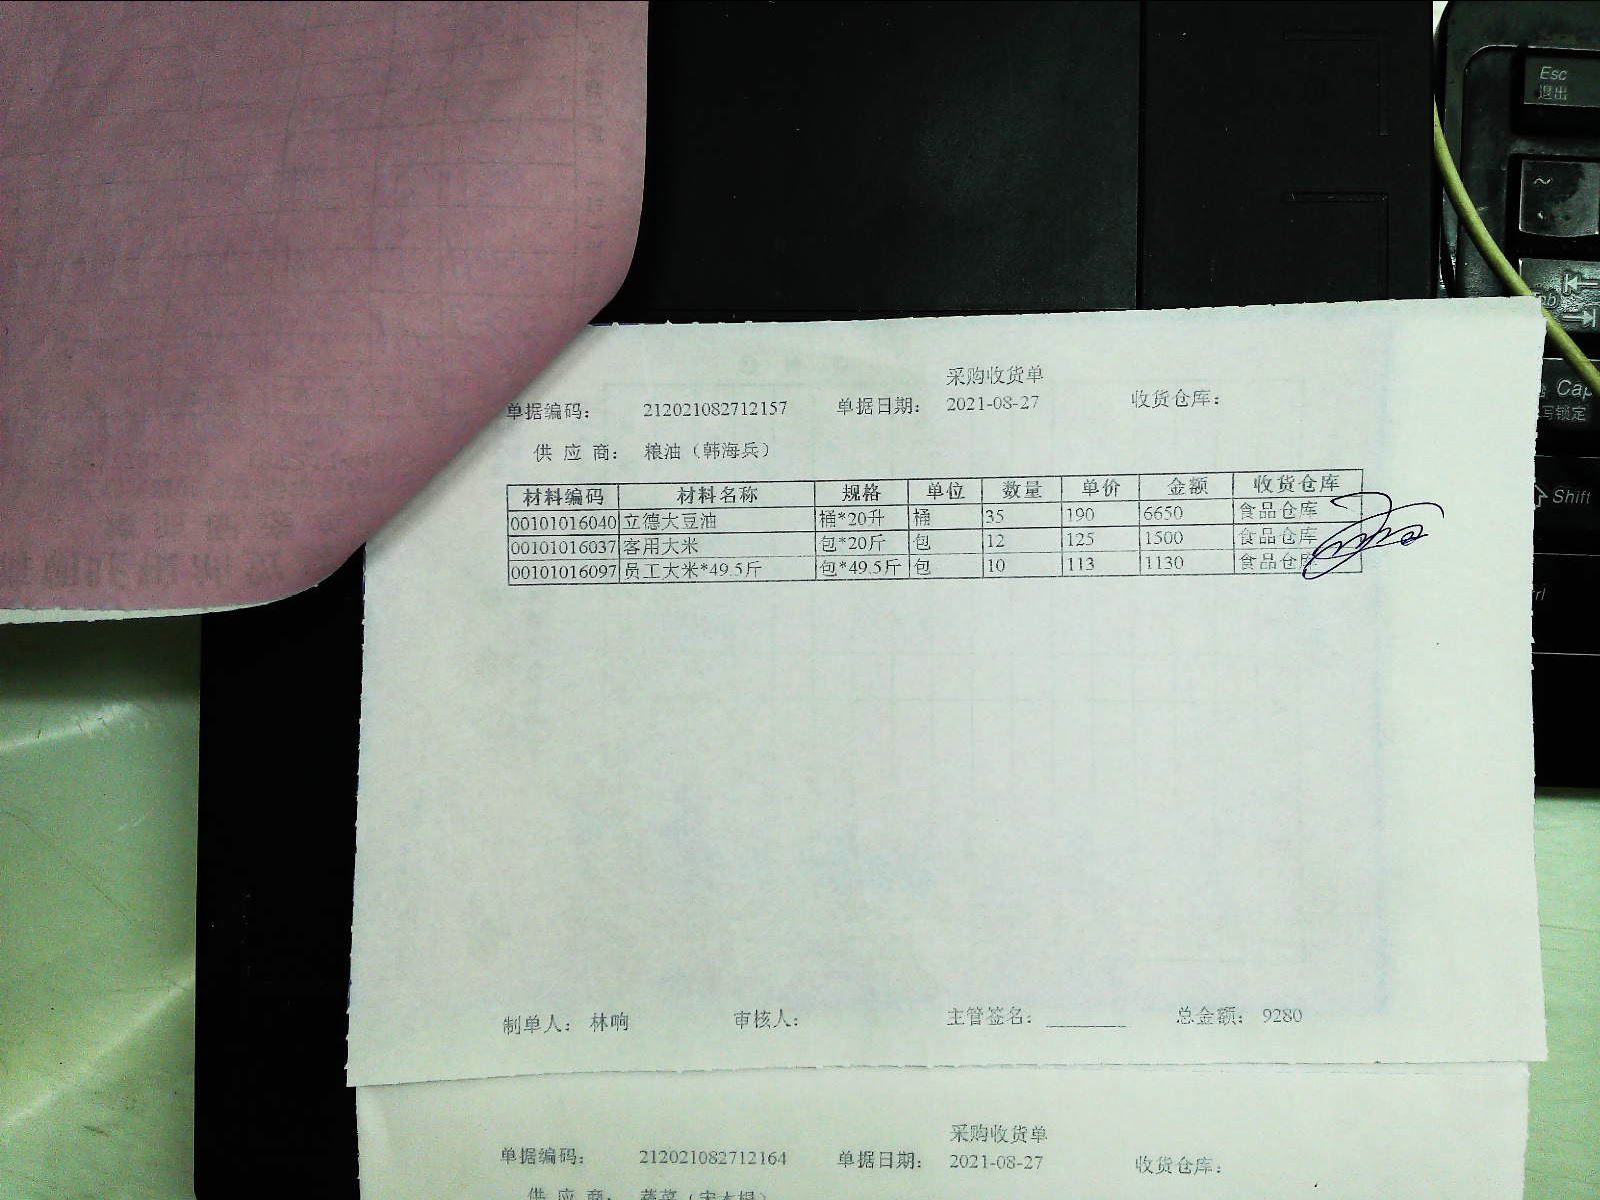 采购收货单
单据编码： 212021082712157 单据日期： 2021-08-27 收货仓库：
供 应 商： 粮油（韩海兵）
材料编码 材料名称 规格 单位 数量 单价 金额 收货仓库
00101016040 立德大豆油 桶*20升 桶 35 190 6650 食品仓库
00101016037 客用大米 包*20斤 包 12 125 1500 食品仓库
00101016097 员工大米*49.5斤 包*49.5斤 包 10 113 1130 食品仓库
制单人： 林响 审核人： 主管签名： 总金额： 9280
采购收货单
单据编码： 212021082712164 单据日期： 2021-08-27 收货仓库：
供 应 商：
Esc
退出
~
Cap
写锁定
Shift